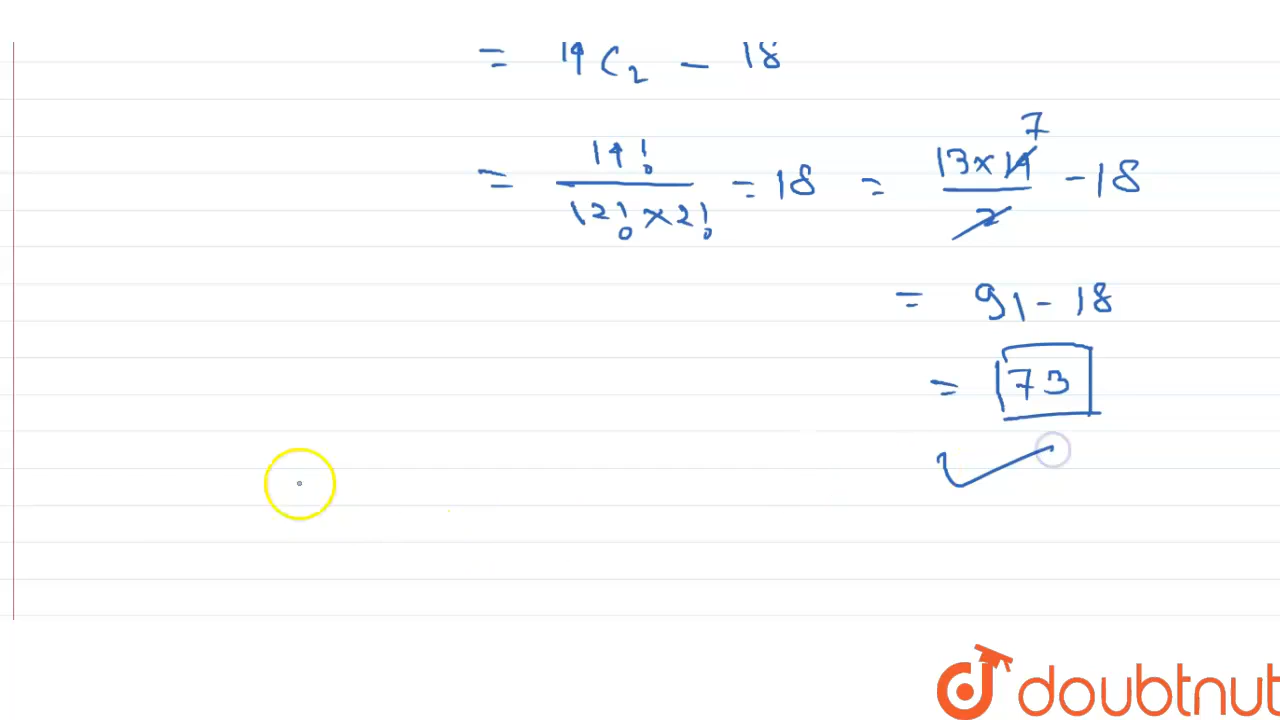 = 14C2 - 18
= 14! / 12! × 2! = 18 = 13 × 14 / 2 - 18
7
= 91 - 18
= 73
doubtnut